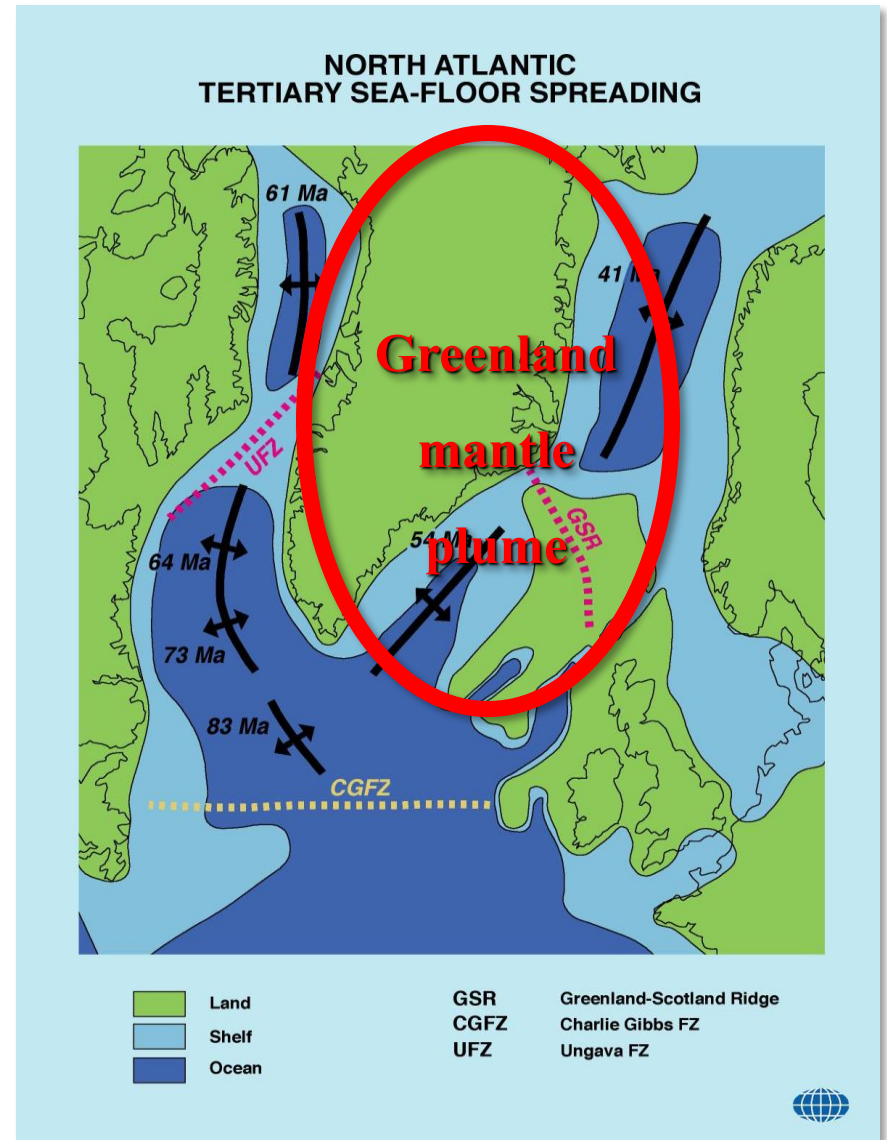 NORTH ATLANTIC
TERTIARY SEA-FLOOR SPREADING
61 Ma
41 Ma
Greenland
mantle
plume
UFZ
GSR
54 Ma
64 Ma
73 Ma
83 Ma
CGFZ
Land
Shelf
Ocean
GSR Greenland-Scotland Ridge
CGFZ Charlie Gibbs FZ
UFZ Ungava FZ